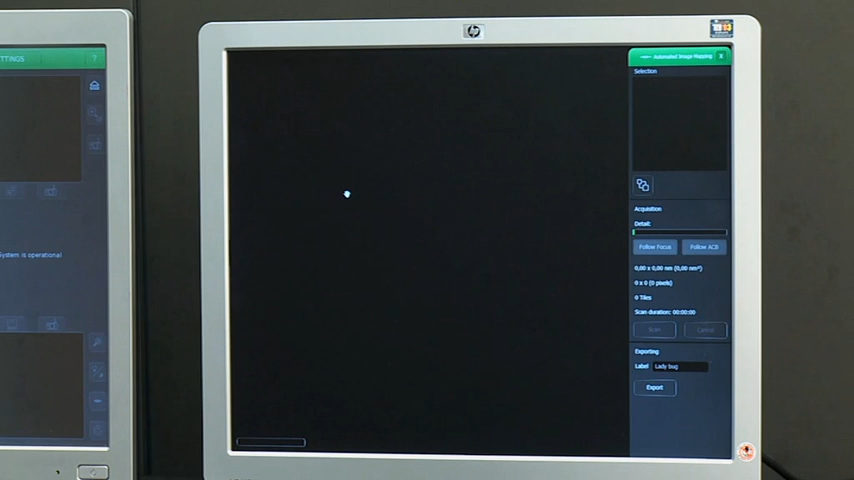 TTINGS
?
System is operational
hp
Automated Image Mapping
X
Selection
Acquisition
Detail:
Follow Focus
Follow ACB
0,00 x 0,00 nm (0,00 nm²)
0 x 0 (0 pixels)
0 Tiles
Scan duration: 00:00:00
Scan
Cancel
Exporting
Label
Lady bug
Export